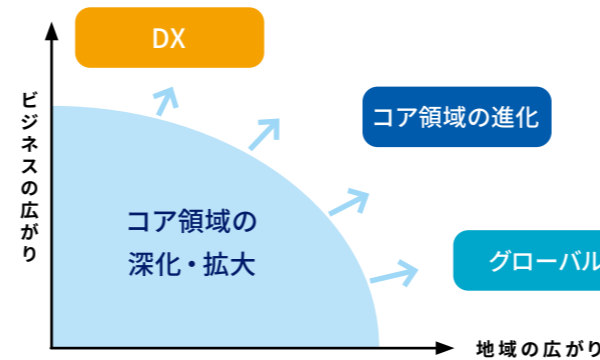 DX
ビジネスの広がり
コア領域の進化
コア領域の
深化・拡大
グローバル
地域の広がり